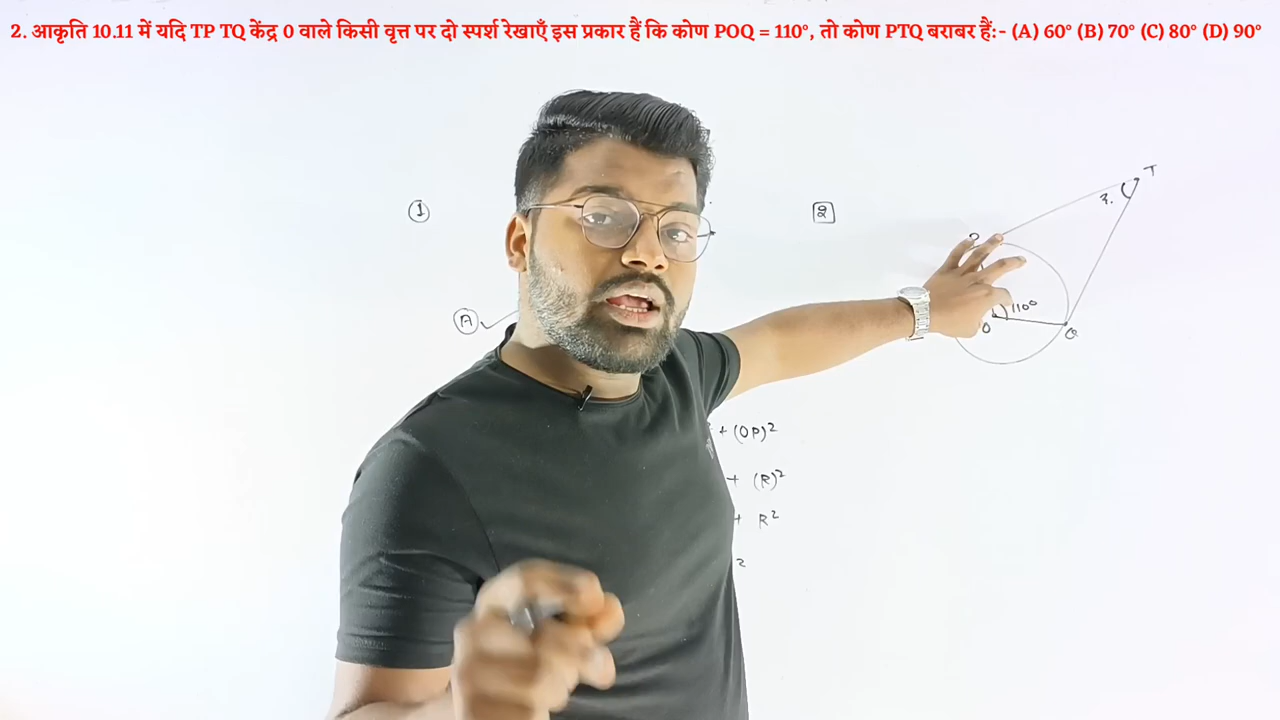 2. आकृति 10.11 में यदि TP TQ केंद्र 0 वाले किसी वृत्त पर दो स्पर्श रेखाएँ इस प्रकार हैं कि कोण POQ = 110°, तो कोण PTQ बराबर हैं:- (A) 60° (B) 70° (C) 80° (D) 90°
1
2
T
?.
P
110°
O
Q
A
+ (OP)²
+ (R)²
+ R²
2